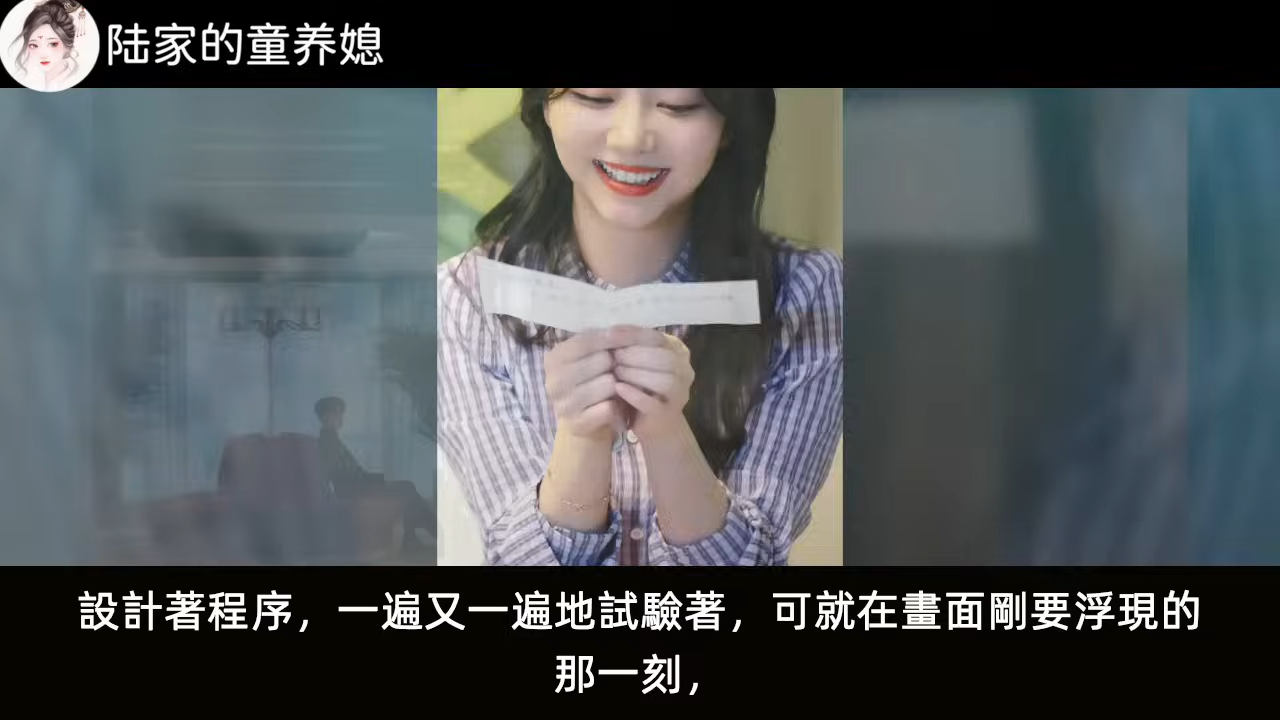 陆家的童养媳
設計著程序，一遍又一遍地試驗著，可就在畫面剛要浮現的
那一刻，